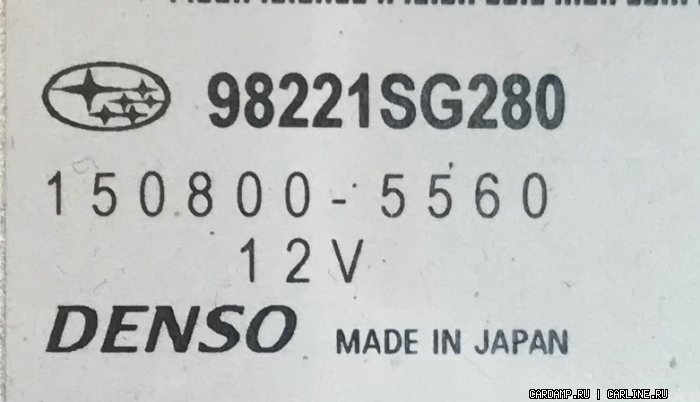 98221SG280
150800-5560
12V
DENSO MADE IN JAPAN
CARDAMP.RU | CARLINE.RU